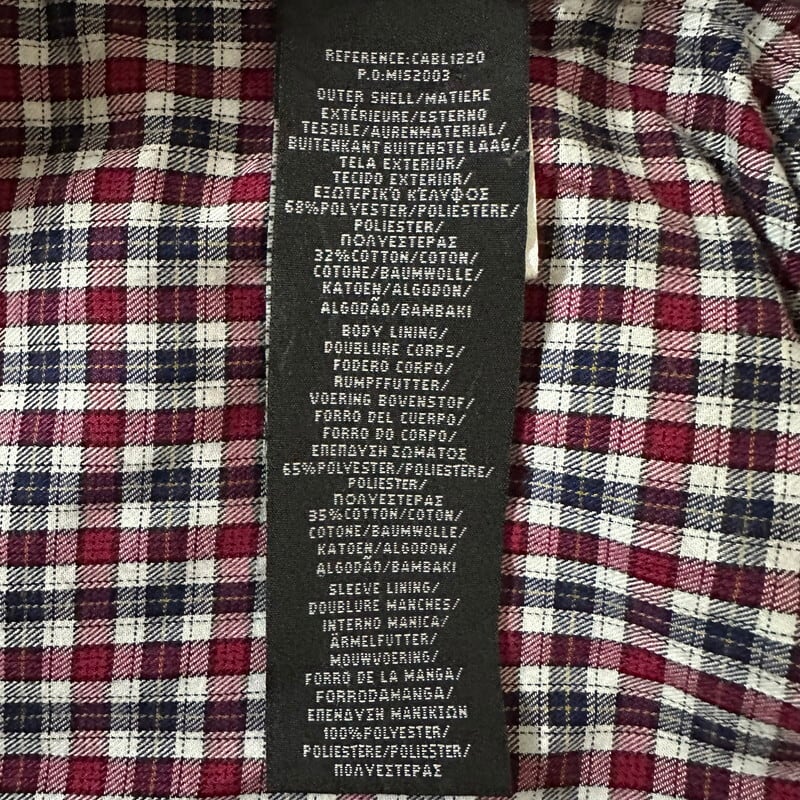 REFERENCE:CABL1220
P.O:MIS2003
OUTER SHELL/MATIERE
EXTÉRIEURE/ESTERNO
TESSILE/AURENMATERIAL/
BUITENKANT BUITENSTE LAAG/
TELA EXTERIOR/
TECIDO EXTERIOR/
ΕΞΩΤΕΡΙΚΌ ΚΈΛΥΦΟΣ
68%POLYESTER/POLIESTERE/
POLIESTER/
ΠΟΛΥΕΣΤΕΡΑΣ
32%COTTON/COTON/
COTONE/BAUMWOLLE/
KATOEN/ALGODON/
ALGODÃO/BAMBAKI
BODY LINING/
DOUBLURE CORPS/
FODERO CORPO/
RUMPFFUTTER/
VOERING BOVENSTOF/
FORRO DEL CUERPO/
FORRO DO CORPO/
ΕΠΕΠΔΥΣΗ ΣΩΜΑΤΟΣ
65%POLYESTER/POLIESTERE/
POLIESTER/
ΠΟΛΥΕΣΤΕΡΑΣ
35%COTTON/COTON/
COTONE/BAUMWOLLE/
KATOEN/ALGODON/
ALGODÃO/BAMBAKI
SLEEVE LINING/
DOUBLURE MANCHES/
INTERNO MANICA/
ÄRMELFUTTER/
MOUWVOERING/
FORRO DE LA MANGA/
FORRODAMANGA/
ΕΠΕΝΔΥΣΗ ΜΑΝΙΚΙΩΝ
100%POLYESTER/
POLIESTERE/POLIESTER/
ΠΟΛΥΕΣΤΕΡΑΣ